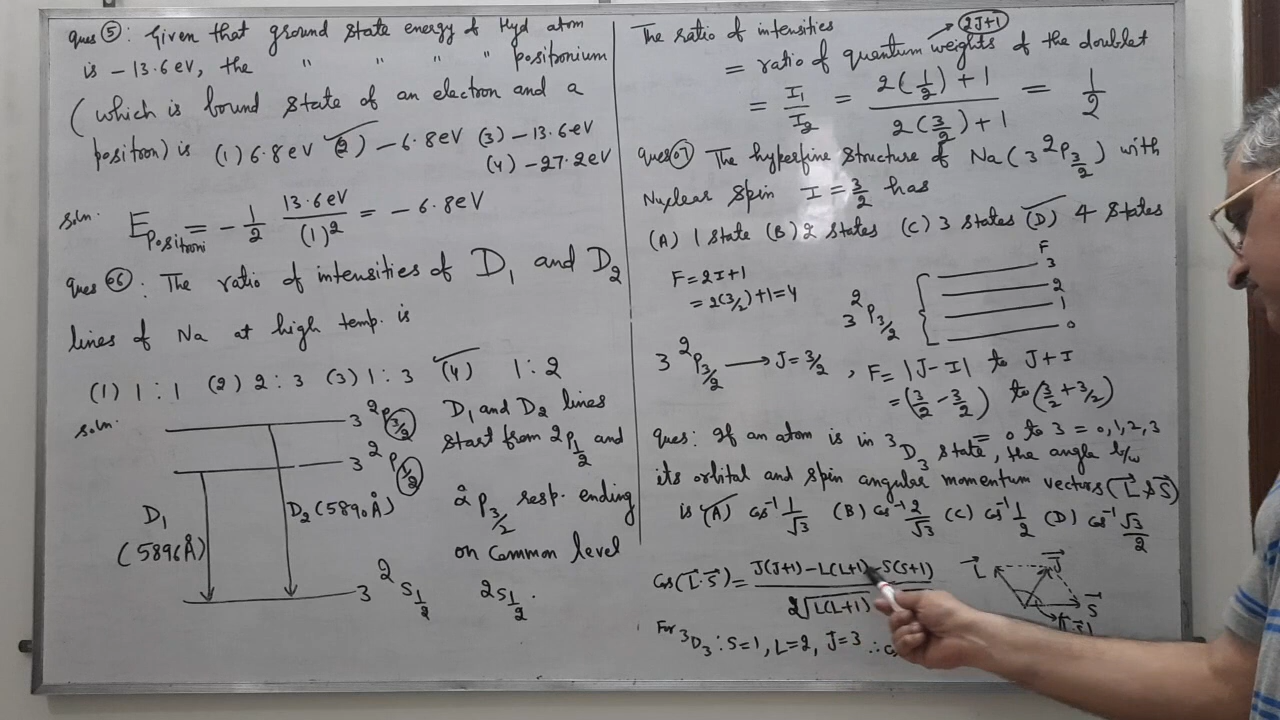 Ques ⑤: Given that ground state energy of Hyd atom
is -13.6 eV, the " " " " positronium
(which is bound state of an electron and a
positron) is (1) 6.8 eV (2) -6.8 eV (3) -13.6 eV
(4) -27.2 eV
Soln. E_Positroni = -1/2 13.6 eV/(1)² = -6.8 eV
Ques 06: The ratio of intensities of D₁ and D₂
lines of Na at high temp. is
(1) 1:1 (2) 2:3 (3) 1:3 (4) 1:2
Soln.
3 ²P3/2
3 ²P1/2
D₁
(5896Å)
D₂ (5890Å)
3 ²S1/2
D₁ and D₂ lines
start from 2P1/2 and
2P3/2 resp. ending
on common level
2S1/2.
2J+1
The ratio of intensities
= ratio of quantum weights of the doublet
= I₁/I₂ = 2(1/2)+1 / 2(3/2)+1 = 1/2
Ques 07 The hyperfine structure of Na (3 ²P3/2) with
Nuclear spin I = 3/2 has
(A) 1 state (B) 2 states (C) 3 states (D) 4 states
F = 2I+1
= 2(3/2)+1 = 4
3 ²P3/2
F
3
2
1
0
3 ²P3/2 → J = 3/2, F = |J-I| to J+I
= (3/2 - 3/2) to (3/2 + 3/2)
= 0 to 3 = 0,1,2,3
Ques: If an atom is in ³D₃ state, the angle b/w
its orbital and spin angular momentum vectors (L⃗ & S⃗)
is (A) Cos⁻¹ 1/√3 (B) Cos⁻¹ 2/√3 (C) Cos⁻¹ 1/2 (D) Cos⁻¹ √3/2
Cos(L⃗.S⃗) = J(J+1)-L(L+1)-S(S+1) / 2√L(L+1)
L⃗ J⃗ S⃗
For ³D₃: S=1, L=2, J=3 ∴